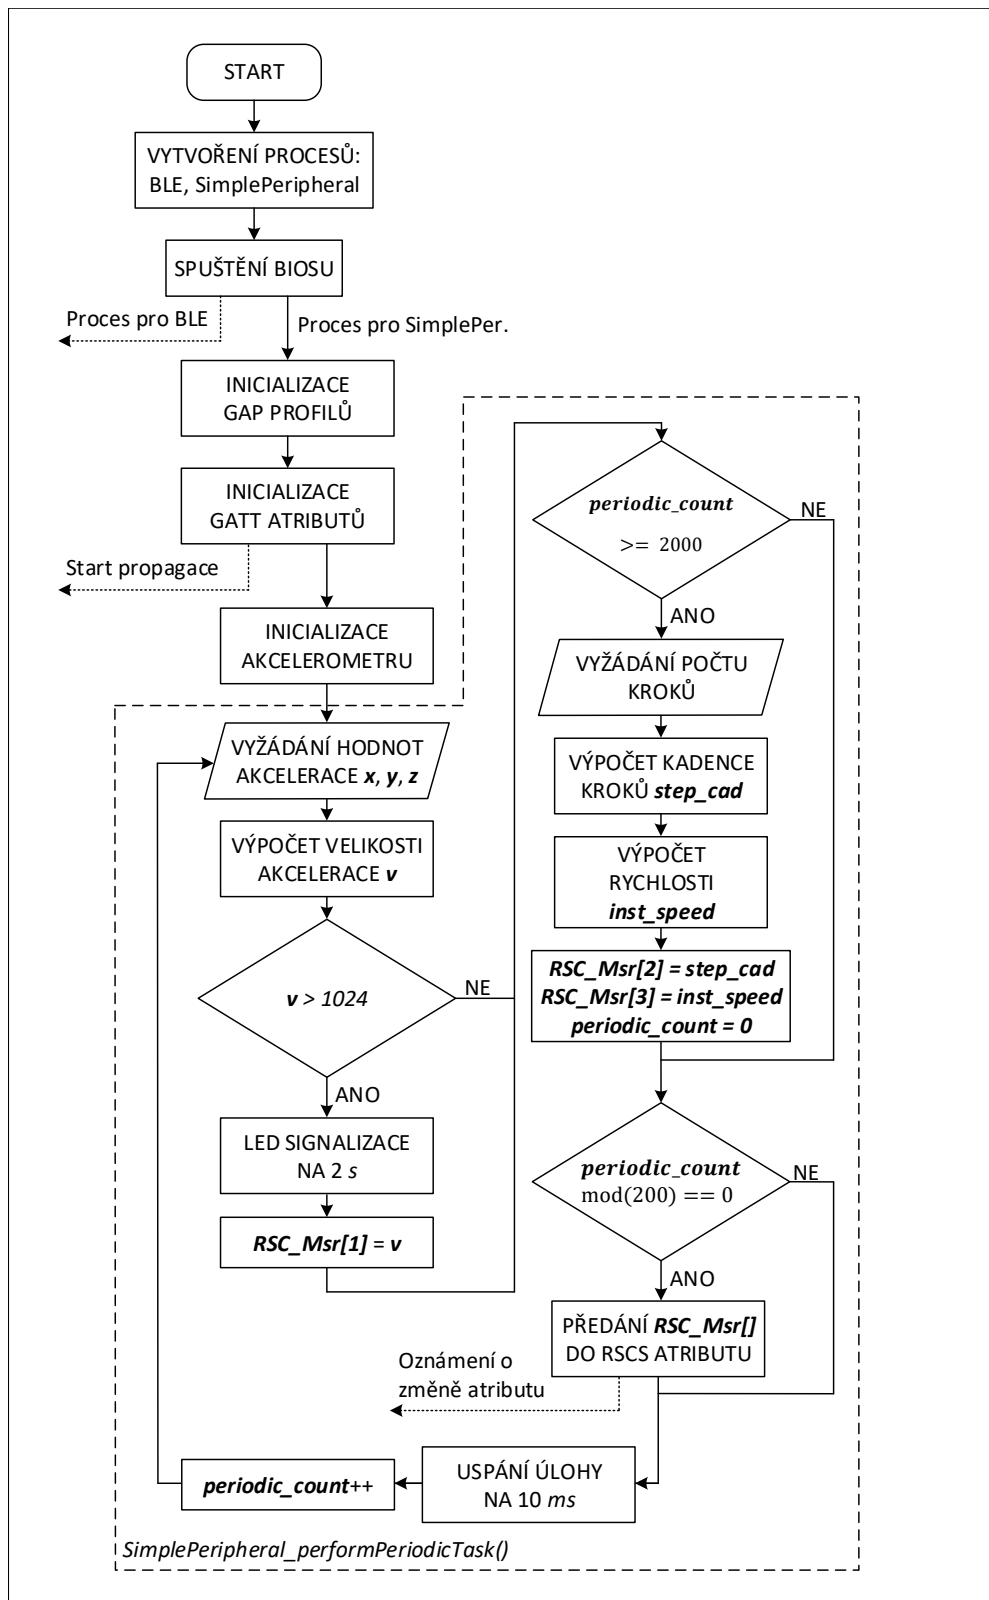 START
VYTVOŘENÍ PROCESŮ:
BLE, SimplePeripheral
SPUŠTĚNÍ BIOSU
Proces pro BLE
Proces pro SimplePer.
INICIALIZACE
GAP PROFILŮ
INICIALIZACE
GATT ATRIBUTŮ
Start propagace
INICIALIZACE
AKCELEROMETRU
VYŽÁDÁNÍ HODNOT
AKCELERACE x, y, z
VÝPOČET VELIKOSTI
AKCELERACE v
v > 1024
NE
ANO
LED SIGNALIZACE
NA 2 s
RSC_Msr[1] = v
periodic_count
>= 2000
NE
ANO
VYŽÁDÁNÍ POČTU
KROKŮ
VÝPOČET KADENCE
KROKŮ step_cad
VÝPOČET
RYCHLOSTI
inst_speed
RSC_Msr[2] = step_cad
RSC_Msr[3] = inst_speed
periodic_count = 0
periodic_count
mod(200) == 0
NE
ANO
PŘEDÁNÍ RSC_Msr[]
DO RSCS ATRIBUTU
Oznámení o
změně atributu
USPÁNÍ ÚLOHY
NA 10 ms
periodic_count++
SimplePeripheral_performPeriodicTask()